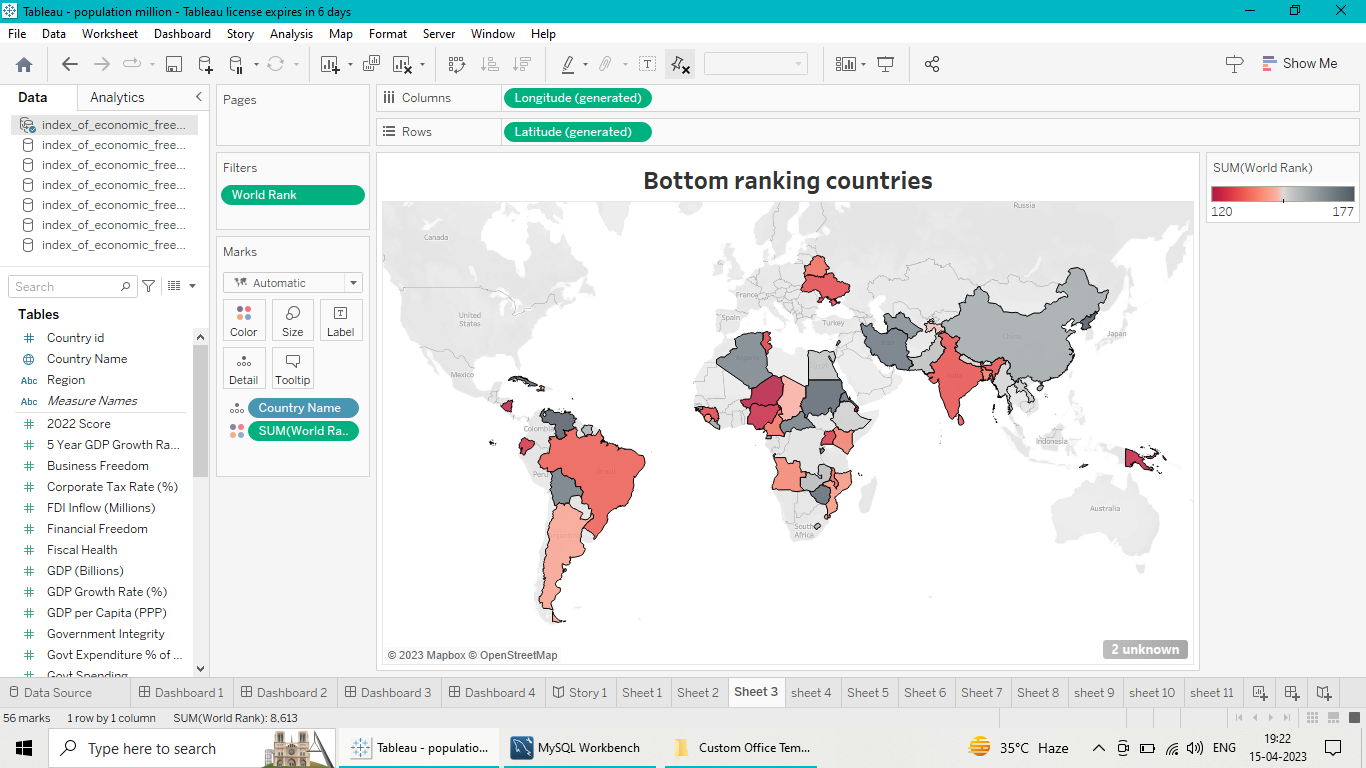 Tableau - population million - Tableau license expires in 6 days
File Data Worksheet Dashboard Story Analysis Map Format Server Window Help
Show Me
Data Analytics
index_of_economic_free...
index_of_economic_free...
index_of_economic_free...
index_of_economic_free...
index_of_economic_free...
index_of_economic_free...
index_of_economic_free...
Search
Tables
Country id
Country Name
Abc Region
Abc Measure Names
2022 Score
5 Year GDP Growth Ra...
Business Freedom
Corporate Tax Rate (%)
FDI Inflow (Millions)
Financial Freedom
Fiscal Health
GDP (Billions)
GDP Growth Rate (%)
GDP per Capita (PPP)
Government Integrity
Govt Expenditure % of ...
Govt Spending
Pages
Filters
World Rank
Marks
Automatic
Color Size Label
Detail Tooltip
Country Name
SUM(World Ra..
Columns Longitude (generated)
Rows Latitude (generated)
Bottom ranking countries
Russia
Canada
France
United States
Spain
Turkey
China
Japan
Mexico
Colombia
Indonesia
Australia
South Africa
© 2023 Mapbox © OpenStreetMap
2 unknown
SUM(World Rank)
120 177
Data Source Dashboard 1 Dashboard 2 Dashboard 3 Dashboard 4 Story 1 Sheet 1 Sheet 2 Sheet 3 sheet 4 Sheet 5 Sheet 6 Sheet 7 Sheet 8 sheet 9 sheet 10 sheet 11
56 marks 1 row by 1 column SUM(World Rank): 8,613
Type here to search
Tableau - populatio...
MySQL Workbench
Custom Office Tem...
35°C Haze
ENG
19:22
15-04-2023